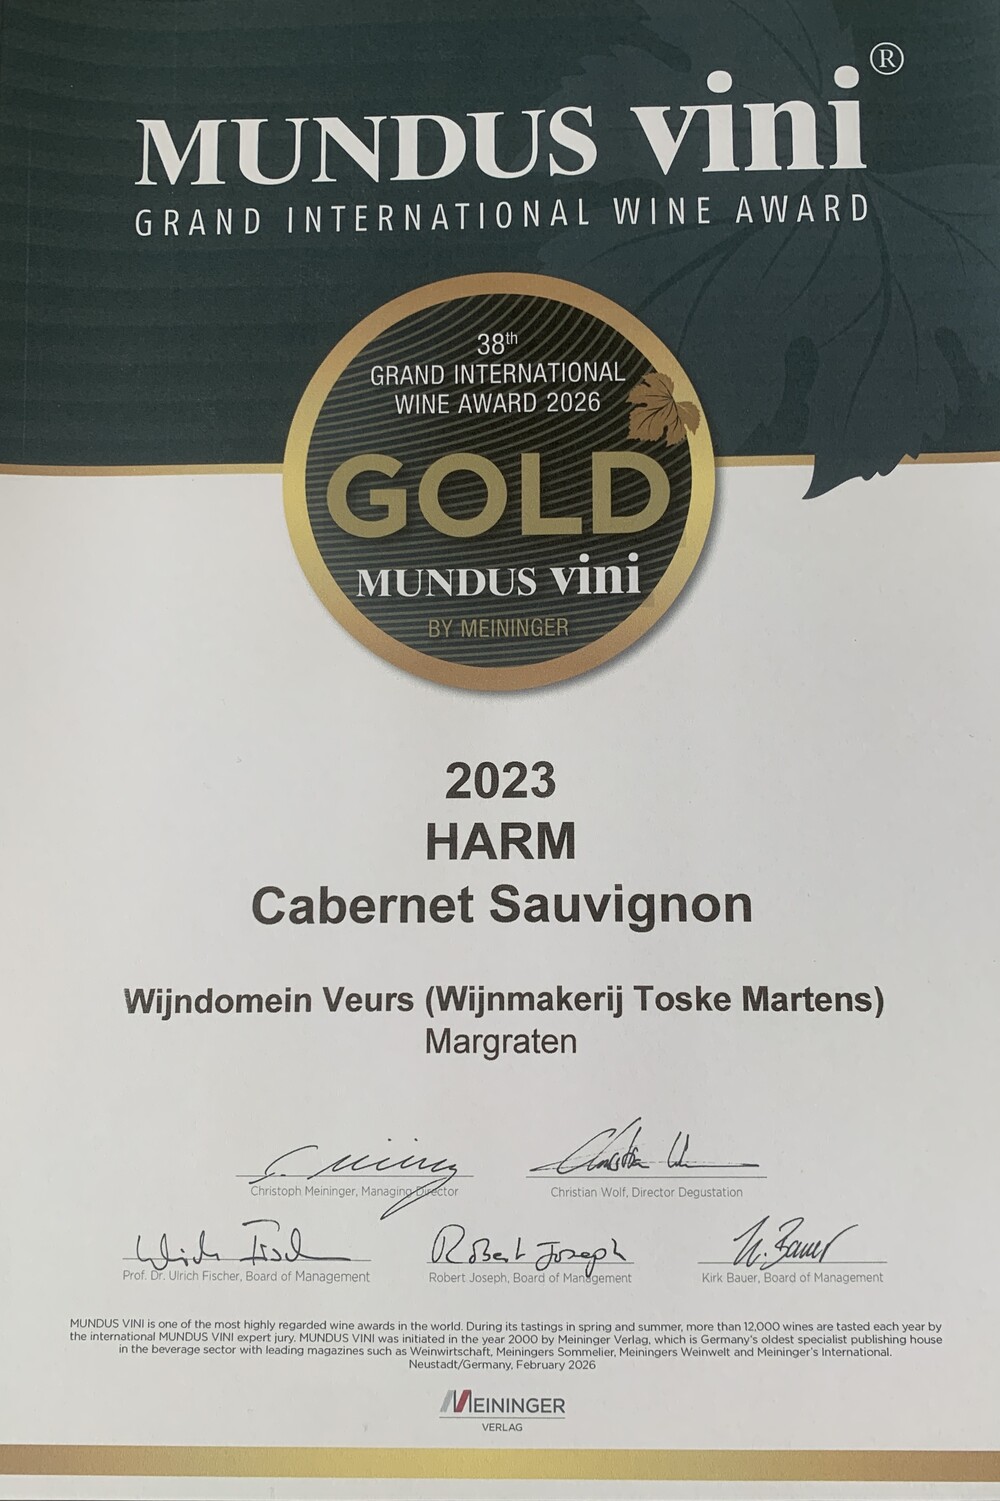 MUNDUS vini®
GRAND INTERNATIONAL WINE AWARD
38th
GRAND INTERNATIONAL
WINE AWARD 2026
GOLD
MUNDUS vini
BY MEININGER
2023
HARM
Cabernet Sauvignon
Wijndomein Veurs (Wijnmakerij Toske Martens)
Margraten
Christoph Meininger, Managing Director
Christian Wolf, Director Degustation
Robert Joseph
K. Bauer
Prof. Dr. Ulrich Fischer, Board of Management
Robert Joseph, Board of Management
Kirk Bauer, Board of Management
MUNDUS VINI is one of the most highly regarded wine awards in the world. During its tastings in spring and summer, more than 12,000 wines are tasted each year by
the international MUNDUS VINI expert jury. MUNDUS VINI was initiated in the year 2000 by Meininger Verlag, which is Germany's oldest specialist publishing house
in the beverage sector with leading magazines such as Weinwirtschaft, Meiningers Sommelier, Meiningers Weinwelt and Meininger's International.
Neustadt/Germany, February 2026
MEININGER
VERLAG